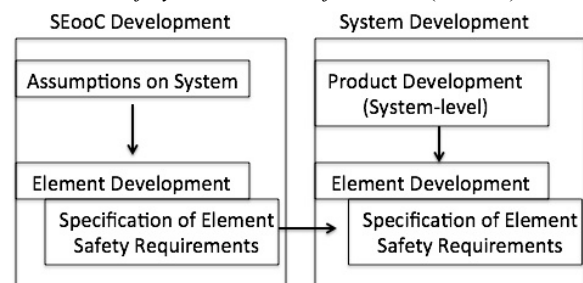 SEooC Development
System Development
Assumptions on System
Product Development
(System-level)
Element Development
Element Development
Specification of Element
Safety Requirements
Specification of Element
Safety Requirements